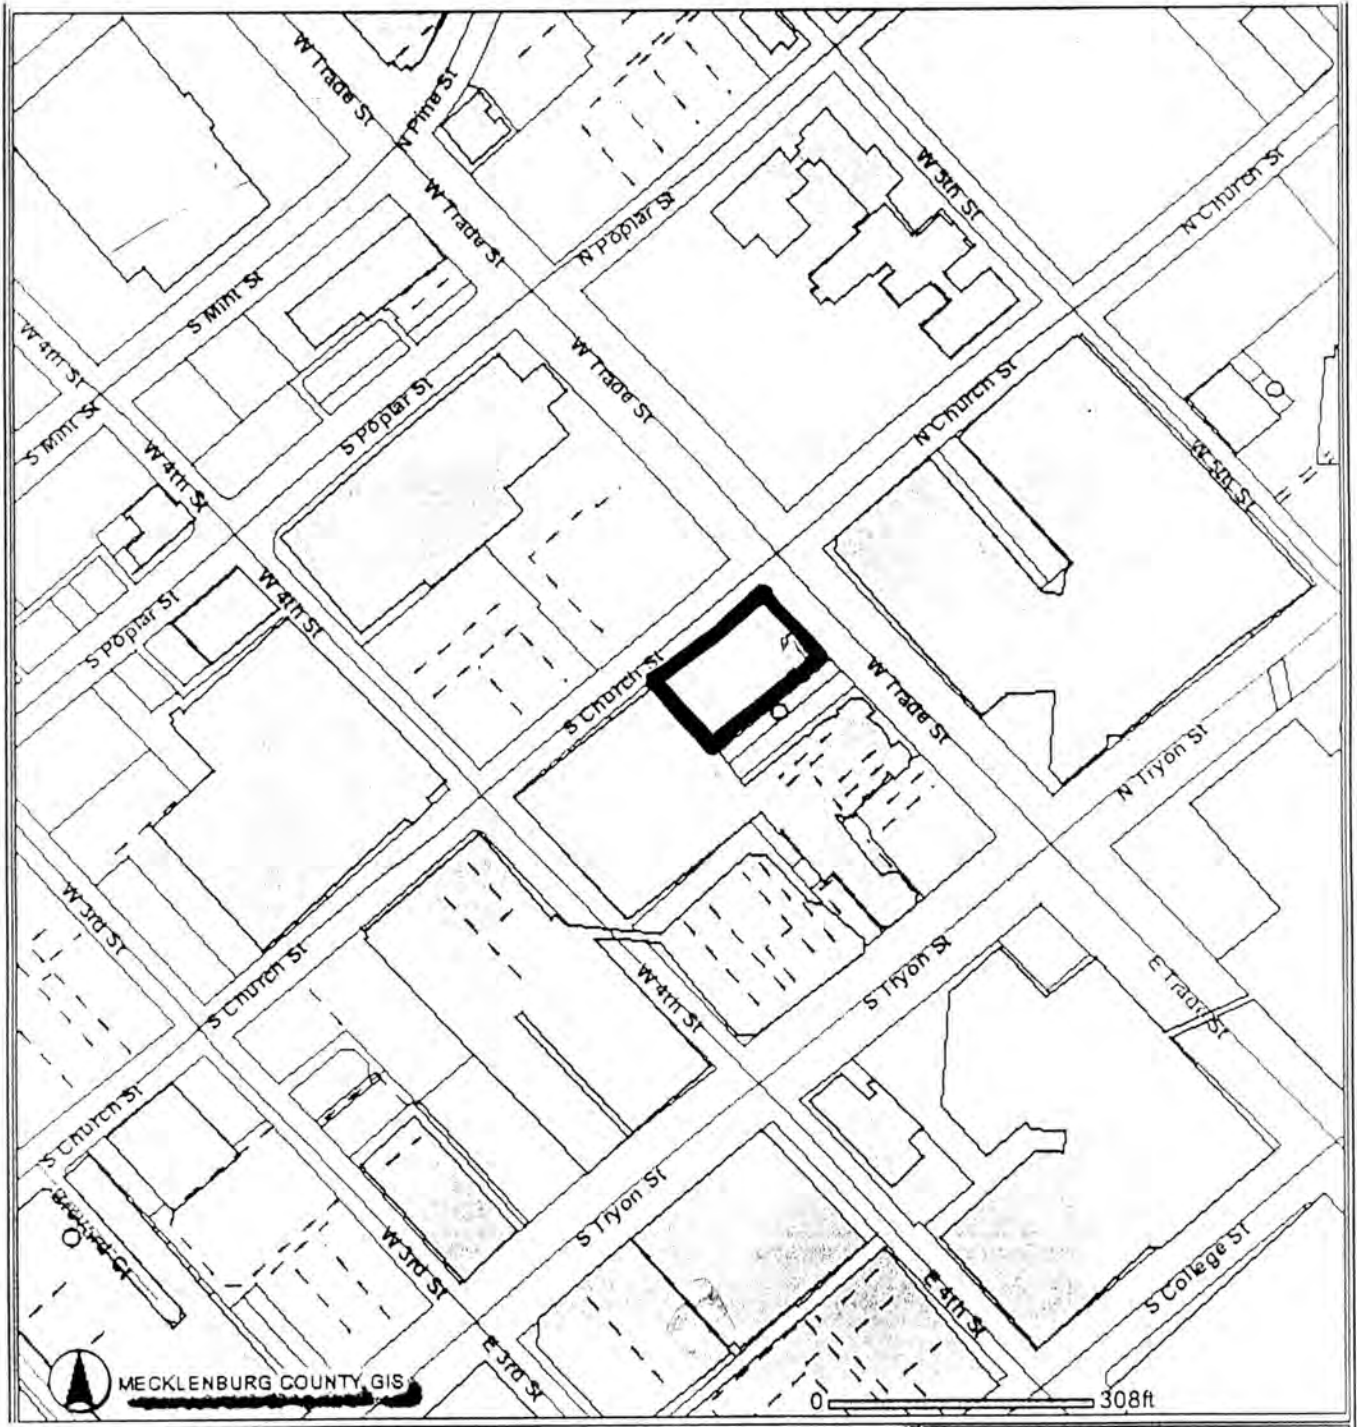 W Trade St
N Pine St
W 5th St
N Church St
W Trade St
N Poplar St
S Mint St
W 4th St
W Trade St
S Poplar St
N Church St
S Mint St
W 4th St
W 5th St
W 4th St
S Poplar St
S Church St
W Trade St
N Tryon St
W 3rd St
S Church St
W 4th St
S Tryon St
E Trade St
S Church St
S Tryon St
W 3rd St
E 4th St
S College St
E 3rd St
MECKLENBURG COUNTY, GIS
0 308ft